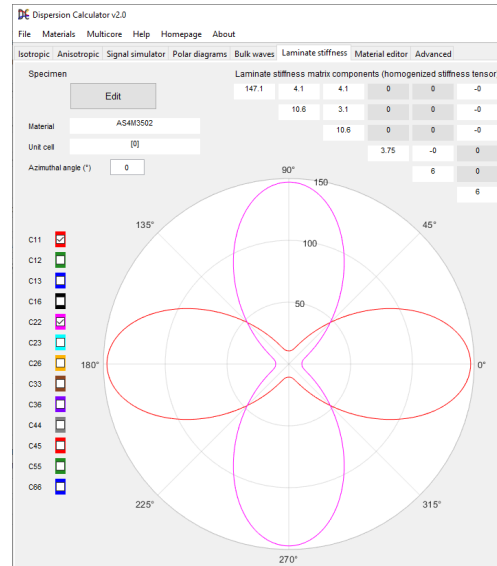 Dispersion Calculator v2.0
File Materials Multicore Help Homepage About
Isotropic Anisotropic Signal simulator Polar diagrams Bulk waves Laminate stiffness Material editor Advanced
Specimen
Edit
Material AS4M3502
Unit cell [0]
Azimuthal angle (°) 0
Laminate stiffness matrix components (homogenized stiffness tensor
147.1 4.1 4.1 0 0 -0
10.6 3.1 0 0 -0
10.6 0 0 -0
3.75 -0 0
6 0
6
90°
150
135° 45°
100
50
180° 0°
225° 315°
270°
C11
C12
C13
C16
C22
C23
C26
C33
C36
C44
C45
C55
C66